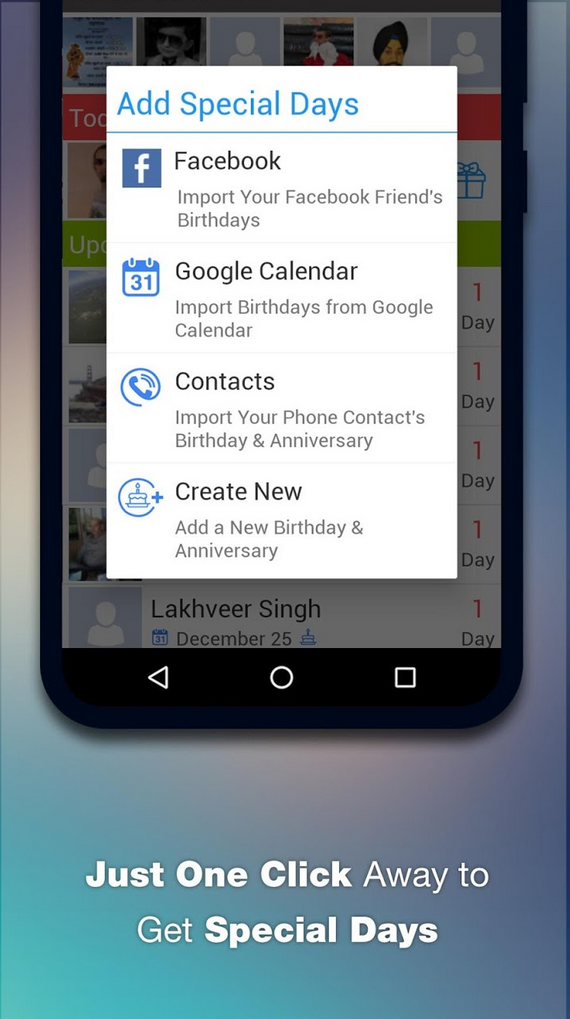 Add Special Days
Facebook
Import Your Facebook Friend's
Birthdays
31
Google Calendar
Import Birthdays from Google
Calendar
1
Day
Contacts
Import Your Phone Contact's
Birthday & Anniversary
1
Day
Create New
Add a New Birthday &
Anniversary
1
Day
1
Day
Lakhveer Singh
31 December 25
1
Day
Just One Click Away to
Get Special Days